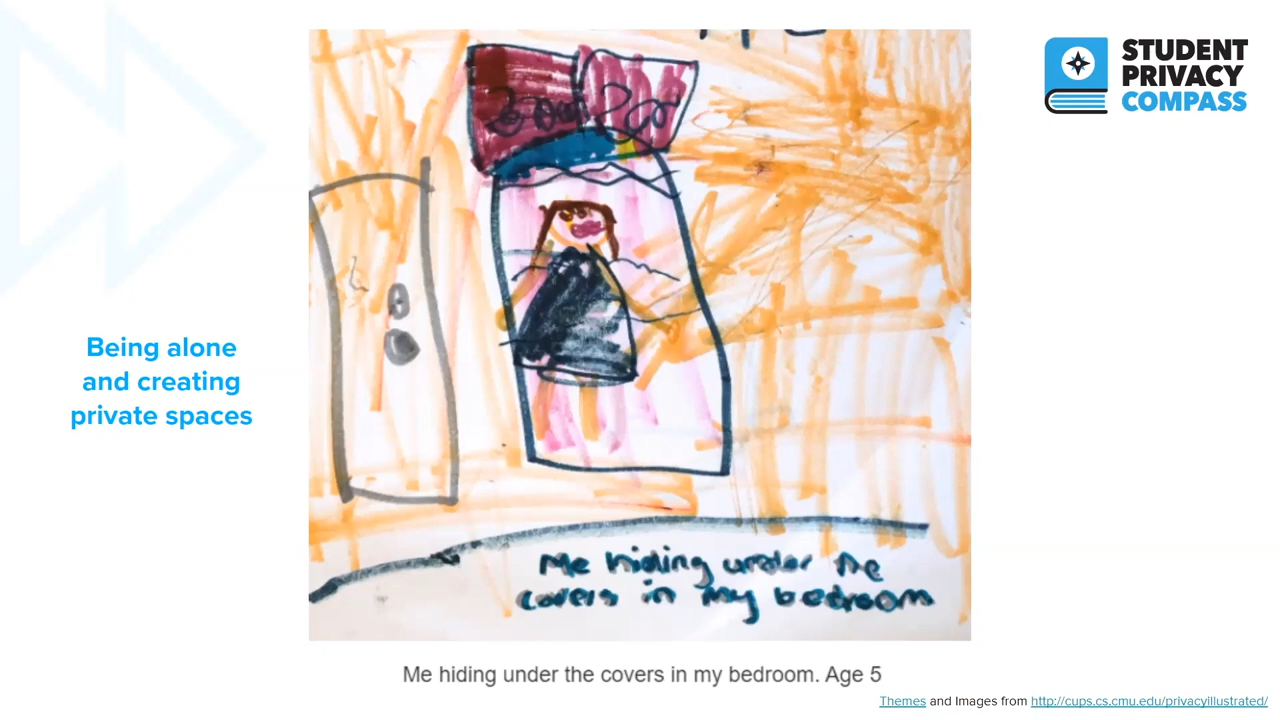 STUDENT
PRIVACY
COMPASS
Being alone
and creating
private spaces
Me hiding under the
covers in my bedroom
Me hiding under the covers in my bedroom. Age 5
Themes and Images from http://cups.cs.cmu.edu/privacyillustrated/